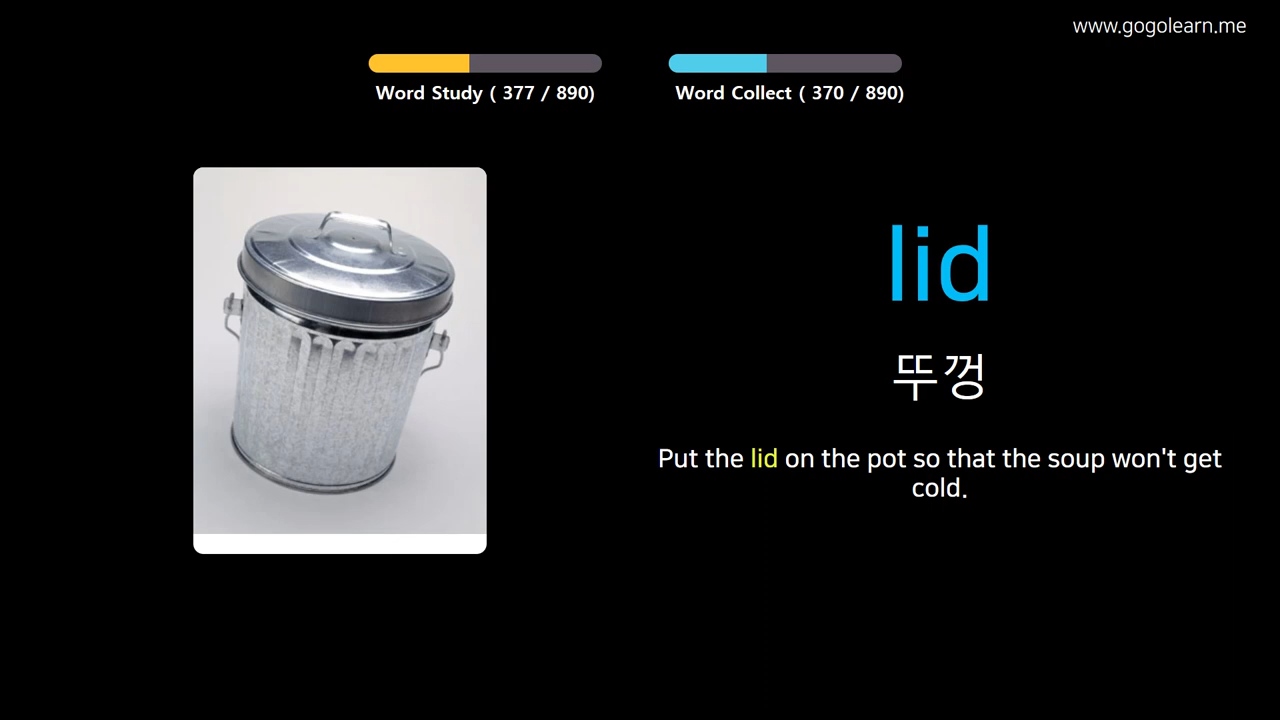 www.gogolearn.me
Word Study ( 377 / 890)
Word Collect ( 370 / 890)
lid
뚜껑
Put the lid on the pot so that the soup won't get
cold.